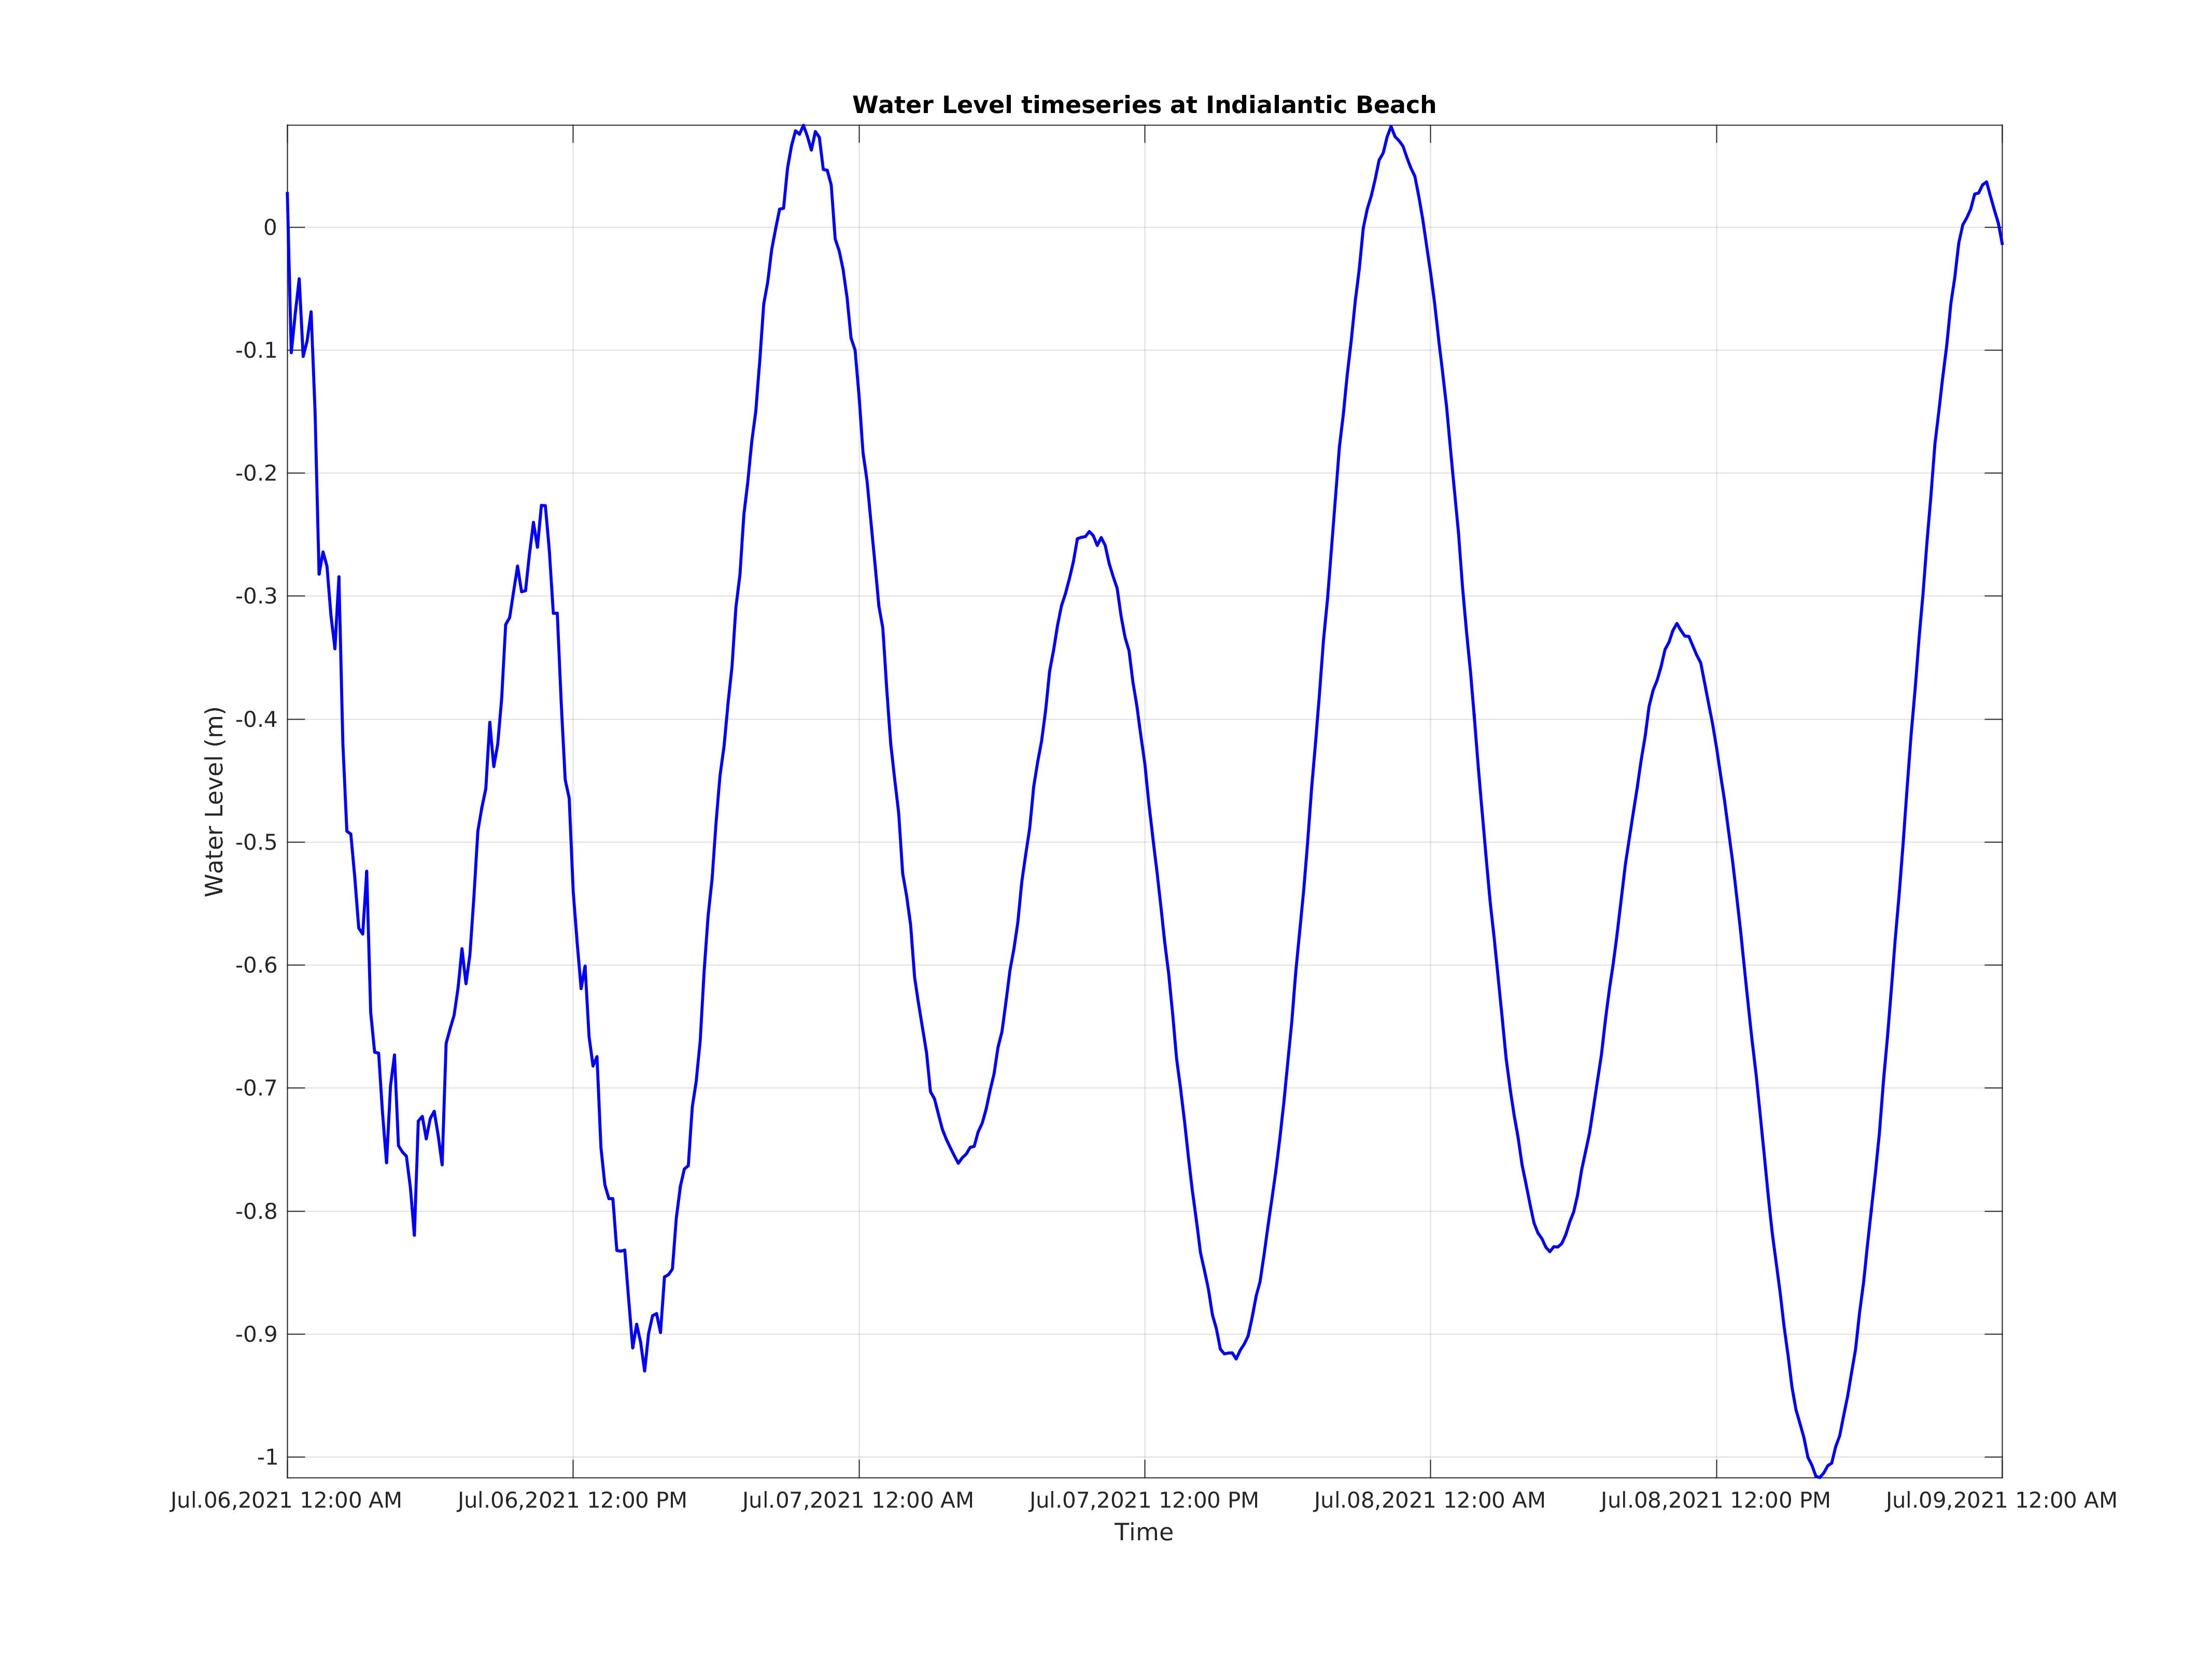 Water Level timeseries at Indialantic Beach
0
-0.1
-0.2
-0.3
-0.4
-0.5
-0.6
-0.7
-0.8
-0.9
-1
Water Level (m)
Jul.06,2021 12:00 AM
Jul.06,2021 12:00 PM
Jul.07,2021 12:00 AM
Jul.07,2021 12:00 PM
Jul.08,2021 12:00 AM
Jul.08,2021 12:00 PM
Jul.09,2021 12:00 AM
Time